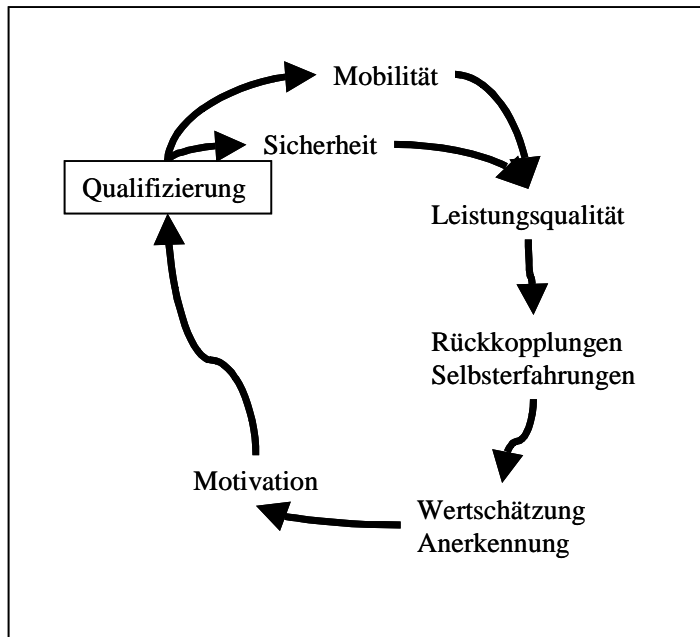 Mobilität
Sicherheit
Qualifizierung
Leistungsqualität
Rückkopplungen
Selbsterfahrungen
Motivation
Wertschätzung
Anerkennung